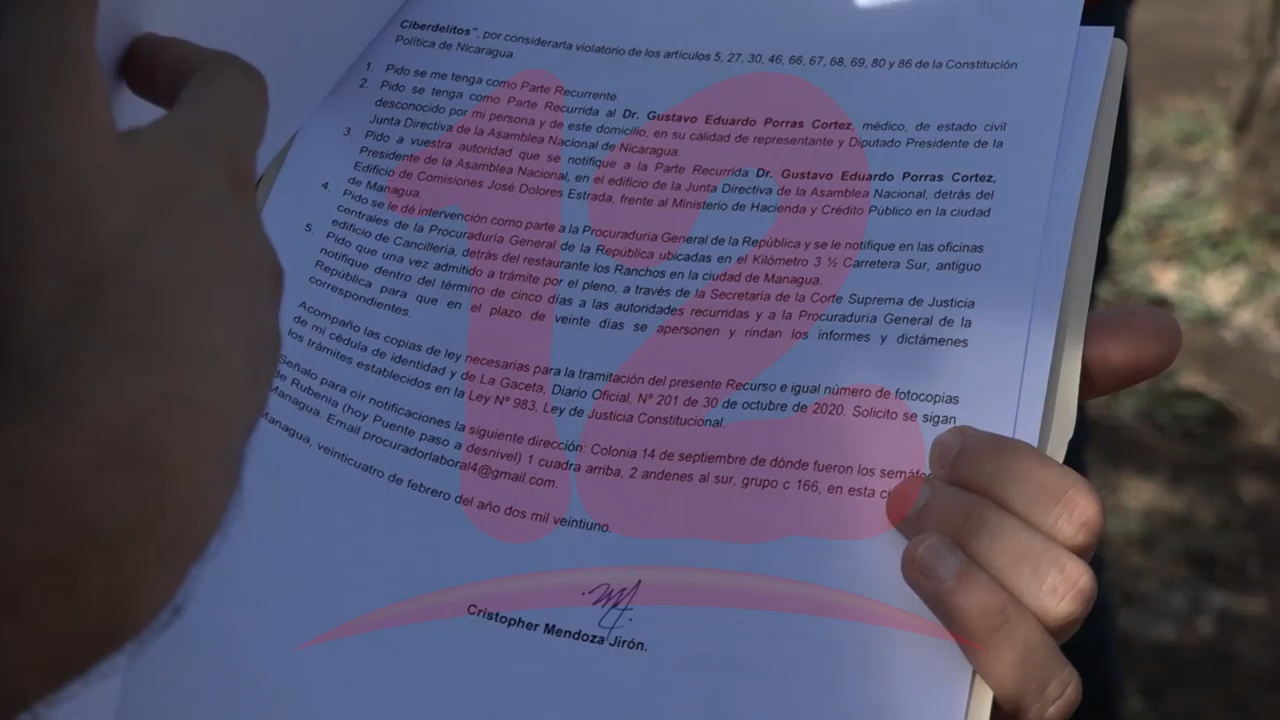 Ciberdelitos", por considerarla violatorio de los artículos 5, 27, 30, 46, 66, 67, 68, 69, 80 y 86 de la Constitución
Política de Nicaragua.
1. Pido se me tenga como Parte Recurrente.
2. Pido se tenga como Parte Recurrida al Dr. Gustavo Eduardo Porras Cortez, médico, de estado civil
desconocido por mi persona y de este domicilio, en su calidad de representante y Diputado Presidente de la
Junta Directiva de la Asamblea Nacional de Nicaragua.
3. Pido a vuestra autoridad que se notifique a la Parte Recurrida Dr. Gustavo Eduardo Porras Cortez,
Presidente de la Asamblea Nacional, en el edificio de la Junta Directiva de la Asamblea Nacional, detrás del
Edificio de Comisiones José Dolores Estrada, frente al Ministerio de Hacienda y Crédito Público en la ciudad
de Managua.
4. Pido se le dé intervención como parte a la Procuraduría General de la República y se le notifique en las oficinas
centrales de la Procuraduría General de la República ubicadas en el Kilómetro 3 ½ Carretera Sur, antiguo
edificio de Cancillería, detrás del restaurante los Ranchos en la ciudad de Managua.
5. Pido que una vez admitido a trámite por el pleno, a través de la Secretaría de la Corte Suprema de Justicia
notifique dentro del término de cinco días a las autoridades recurridas y a la Procuraduría General de la
República para que en el plazo de veinte días se apersonen y rindan los informes y dictámenes
correspondientes.
Acompaño las copias de ley necesarias para la tramitación del presente Recurso e igual número de fotocopias
de mi cédula de identidad y de La Gaceta, Diario Oficial, Nº 201 de 30 de octubre de 2020. Solicito se sigan
los trámites establecidos en la Ley Nº 983, Ley de Justicia Constitucional.
Señalo para oír notificaciones la siguiente dirección: Colonia 14 de septiembre de dónde fueron los
de Rubenia (hoy Puente paso a desnivel) 1 cuadra arriba, 2 andenes al sur, grupo c 166, en esta
Managua. Email procuradorlaboral4@gmail.com.
Managua, veinticuatro de febrero del año dos mil veintiuno.
Cristopher Mendoza Jirón.
12